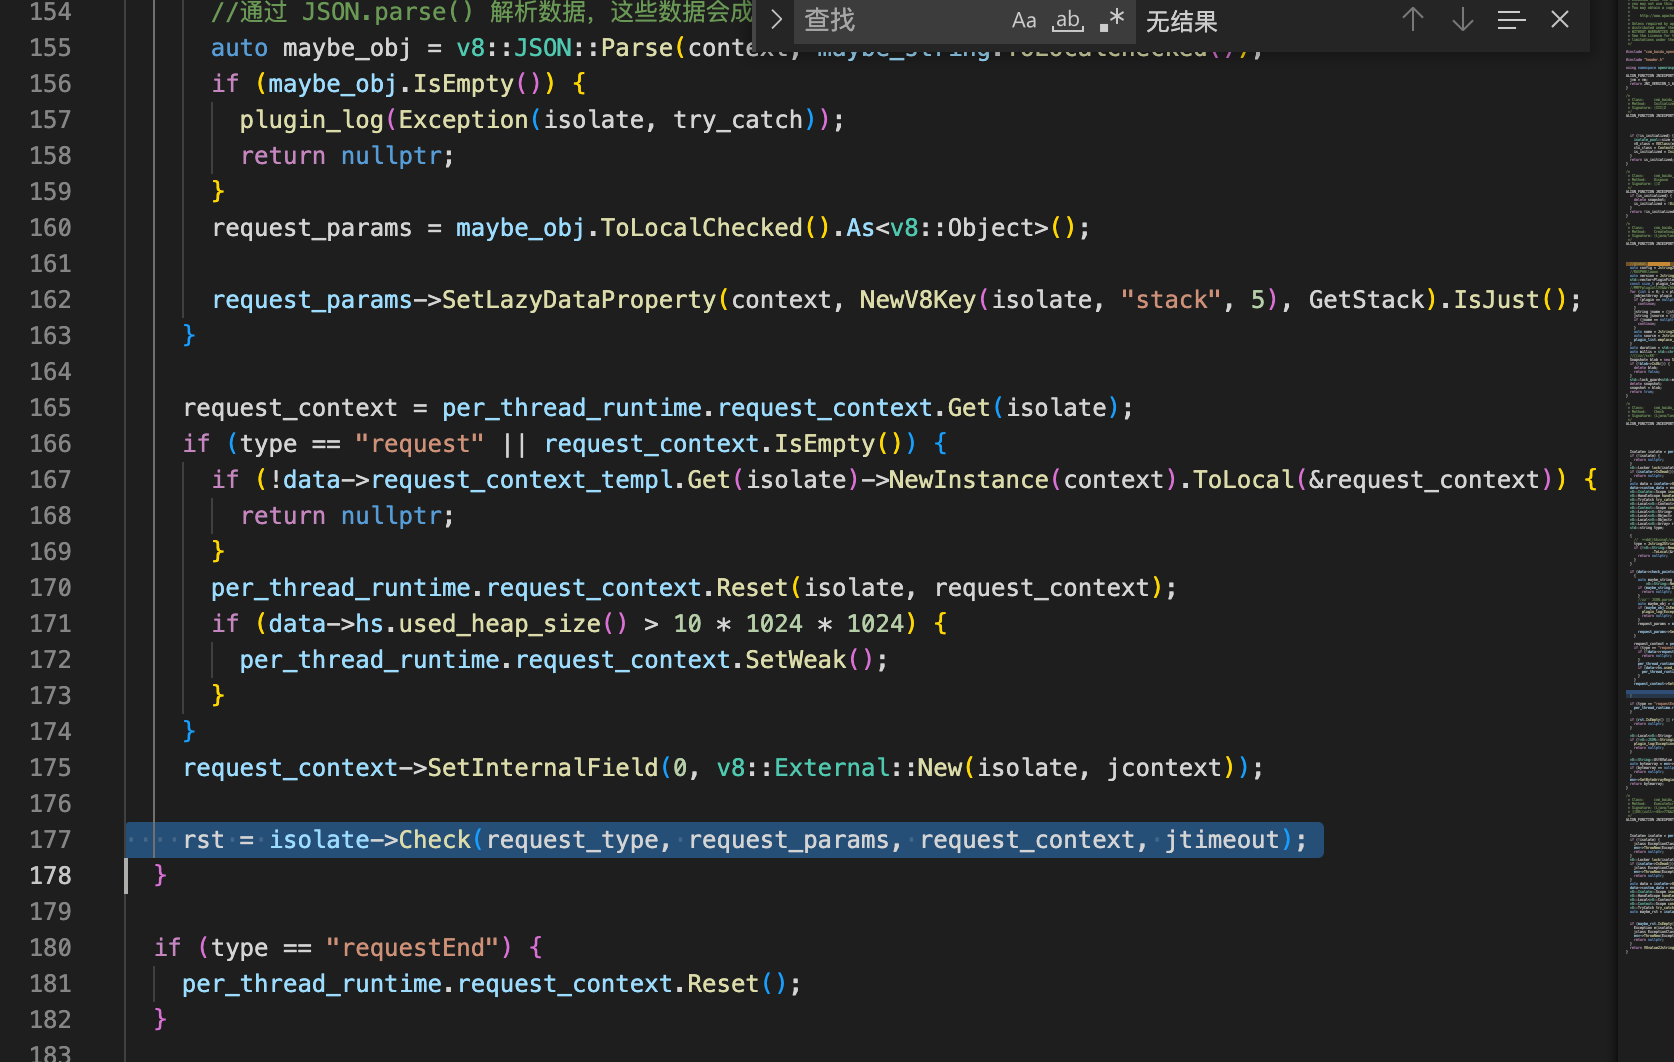 查找
Aa
ab
.*
无结果
154 //通过 JSON.parse() 解析数据, 这些数据会成
155 auto maybe_obj = v8::JSON::Parse(context, maybe_string.ToLocalChecked());
156 if (maybe_obj.IsEmpty()) {
157 plugin_log(Exception(isolate, try_catch));
158 return nullptr;
159 }
160 request_params = maybe_obj.ToLocalChecked().As<v8::Object>();
161
162 request_params->SetLazyDataProperty(context, NewV8Key(isolate, "stack", 5), GetStack).IsJust();
163 }
164
165 request_context = per_thread_runtime.request_context.Get(isolate);
166 if (type == "request" || request_context.IsEmpty()) {
167 if (!data->request_context_templ.Get(isolate)->NewInstance(context).ToLocal(&request_context)) {
168 return nullptr;
169 }
170 per_thread_runtime.request_context.Reset(isolate, request_context);
171 if (data->hs.used_heap_size() > 10 * 1024 * 1024) {
172 per_thread_runtime.request_context.SetWeak();
173 }
174 }
175 request_context->SetInternalField(0, v8::External::New(isolate, jcontext));
176
177 rst = isolate->Check(request_type, request_params, request_context, jtimeout);
178 }
179
180 if (type == "requestEnd") {
181 per_thread_runtime.request_context.Reset();
182 }
183